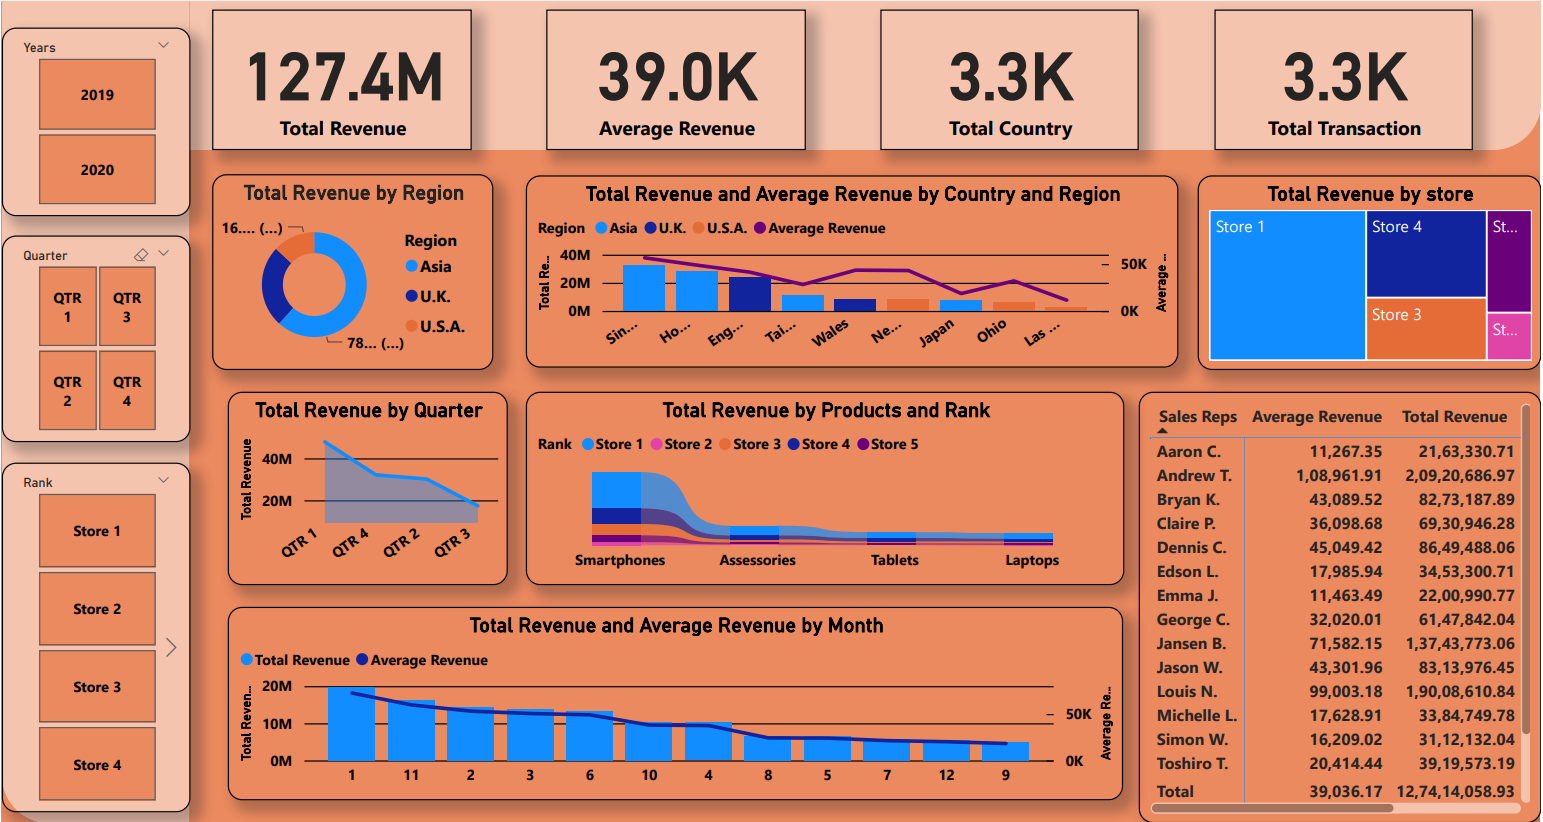 Years
2019
2020
Quarter
QTR 1
QTR 3
QTR 2
QTR 4
Rank
Store 1
Store 2
Store 3
Store 4
127.4M
Total Revenue
39.0K
Average Revenue
3.3K
Total Country
3.3K
Total Transaction
Total Revenue by Region
16.... (...)
78... (...)
Region
Asia
U.K.
U.S.A.
Total Revenue and Average Revenue by Country and Region
Region Asia U.K. U.S.A. Average Revenue
Total Re...
40M
20M
0M
50K
0K
Average ...
Sin... Ho... Eng... Tai... Wales Ne... Japan Ohio Las ...
Total Revenue by store
Store 1
Store 4
Store 3
St...
St...
Total Revenue by Quarter
Total Revenue
40M
20M
QTR 1 QTR 4 QTR 2 QTR 3
Total Revenue by Products and Rank
Rank Store 1 Store 2 Store 3 Store 4 Store 5
Smartphones Assessories Tablets Laptops
Total Revenue and Average Revenue by Month
Total Revenue Average Revenue
Total Reven...
20M
10M
0M
50K
0K
Average Re...
1 11 2 3 6 10 4 8 5 7 12 9
Sales Reps Average Revenue Total Revenue
Aaron C. 11,267.35 21,63,330.71
Andrew T. 1,08,961.91 2,09,20,686.97
Bryan K. 43,089.52 82,73,187.89
Claire P. 36,098.68 69,30,946.28
Dennis C. 45,049.42 86,49,488.06
Edson L. 17,985.94 34,53,300.71
Emma J. 11,463.49 22,00,990.77
George C. 32,020.01 61,47,842.04
Jansen B. 71,582.15 1,37,43,773.06
Jason W. 43,301.96 83,13,976.45
Louis N. 99,003.18 1,90,08,610.84
Michelle L. 17,628.91 33,84,749.78
Simon W. 16,209.02 31,12,132.04
Toshiro T. 20,414.44 39,19,573.19
Total 39,036.17 12,74,14,058.93